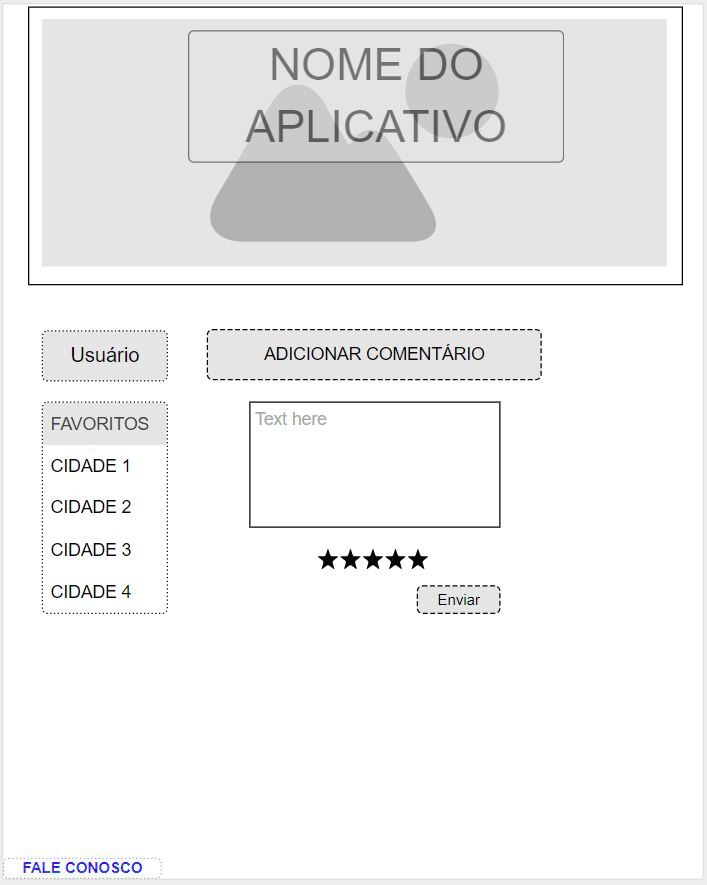 NOME DO
APLICATIVO
Usuário
ADICIONAR COMENTÁRIO
FAVORITOS
CIDADE 1
CIDADE 2
CIDADE 3
CIDADE 4
Text here
Enviar
FALE CONOSCO